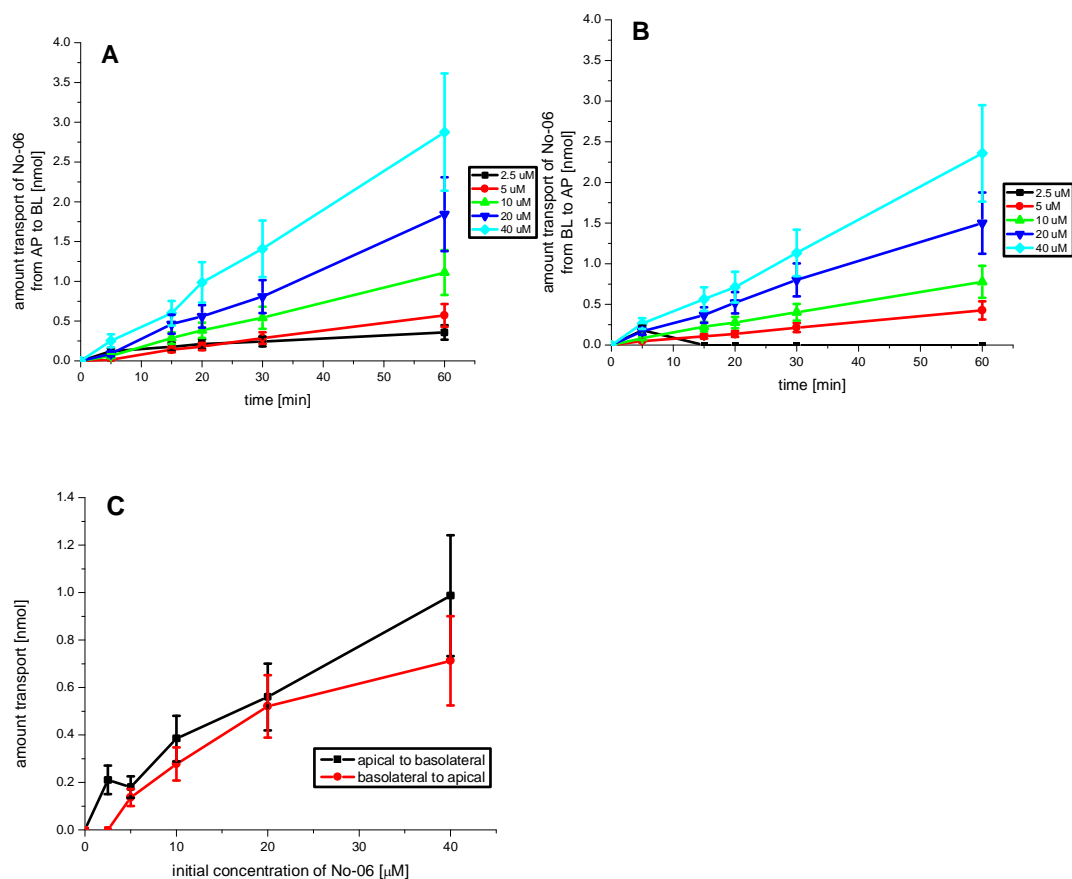 A
amount transport of No-06
from AP to BL [nmol]
4.0
3.5
3.0
2.5
2.0
1.5
1.0
0.5
0.0
0 10 20 30 40 50 60
time [min]
2.5 uM
5 uM
10 uM
20 uM
40 uM
B
amount transport of No-06
from BL to AP [nmol]
4.0
3.5
3.0
2.5
2.0
1.5
1.0
0.5
0.0
0 10 20 30 40 50 60
time [min]
2.5 uM
5 uM
10 uM
20 uM
40 uM
C
amount transport [nmol]
1.4
1.2
1.0
0.8
0.6
0.4
0.2
0.0
0 10 20 30 40
initial concentration of No-06 [μM]
apical to basolateral
basolateral to apical